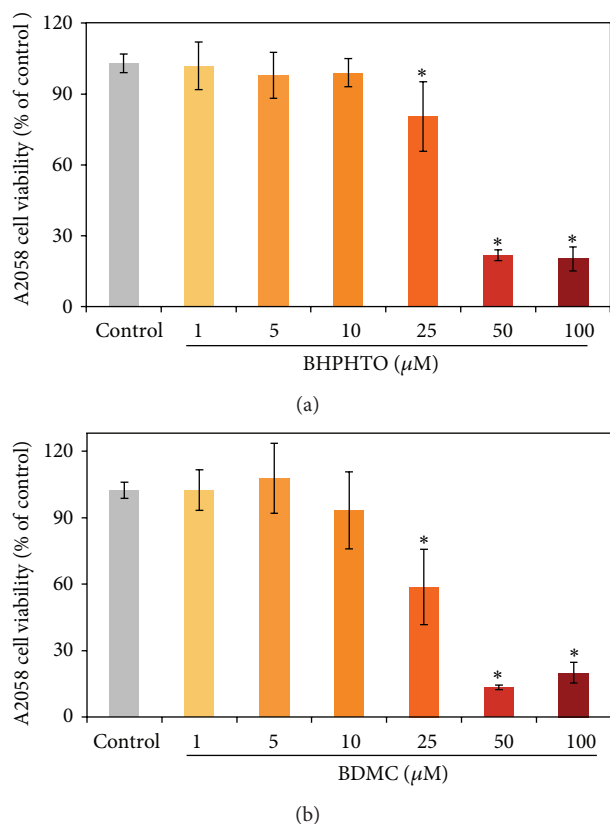 120
90
60
30
0
A2058 cell viability (% of control)
*
*
*
Control 1 5 10 25 50 100
BHPHTO (μM)
(a)
120
90
60
30
0
A2058 cell viability (% of control)
*
*
*
Control 1 5 10 25 50 100
BDMC (μM)
(b)